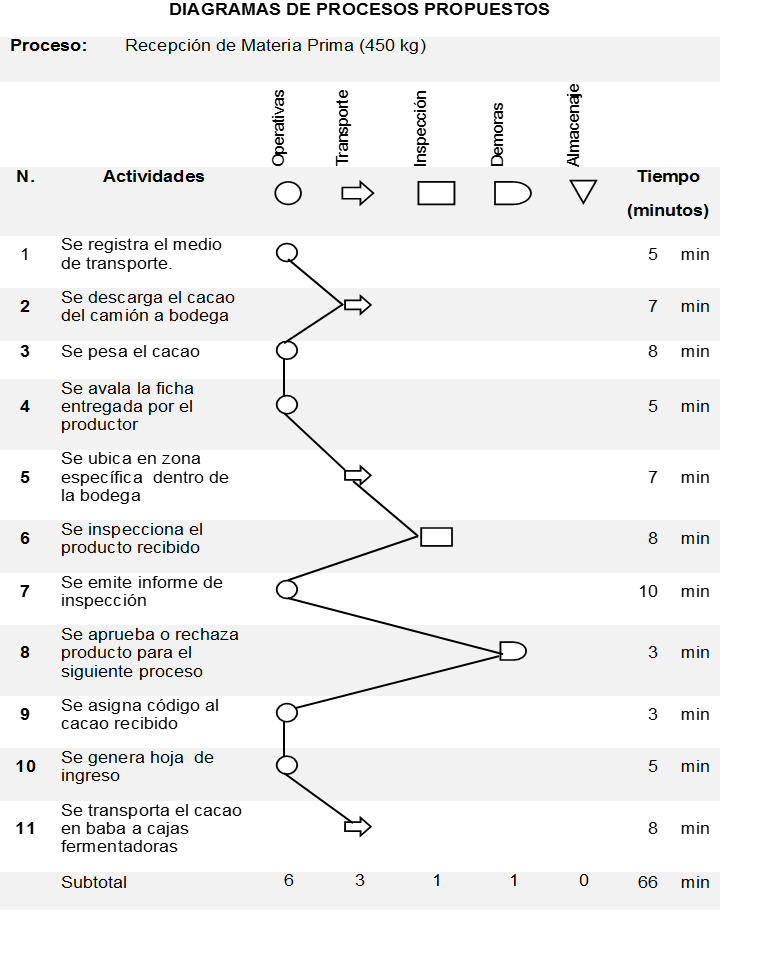 DIAGRAMAS DE PROCESOS PROPUESTOS
Proceso: Recepción de Materia Prima (450 kg)
Operativas
Transporte
Inspección
Demoras
Almacenaje
N. Actividades Tiempo
(minutos)
1 Se registra el medio
de transporte. 5 min
2 Se descarga el cacao
del camión a bodega 7 min
3 Se pesa el cacao 8 min
4 Se avala la ficha
entregada por el
productor 5 min
5 Se ubica en zona
específica dentro de
la bodega 7 min
6 Se inspecciona el
producto recibido 8 min
7 Se emite informe de
inspección 10 min
8 Se aprueba o rechaza
producto para el
siguiente proceso 3 min
9 Se asigna código al
cacao recibido 3 min
10 Se genera hoja de
ingreso 5 min
11 Se transporta el cacao
en baba a cajas
fermentadoras 8 min
Subtotal 6 3 1 1 0 66 min